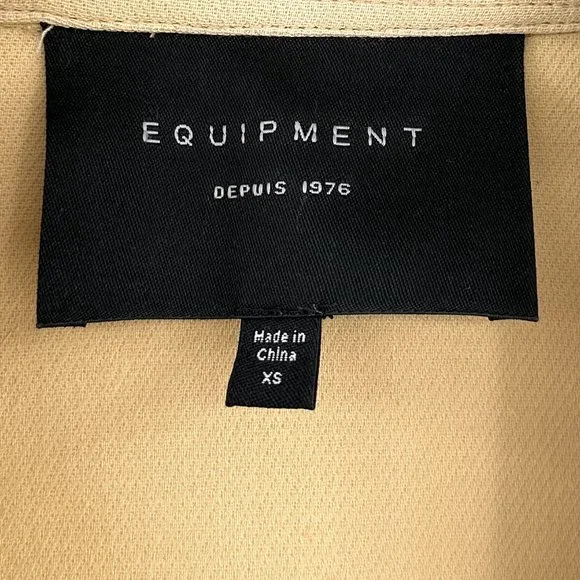 EQUIPMENT
DEPUIS 1976
Made in
China
XS